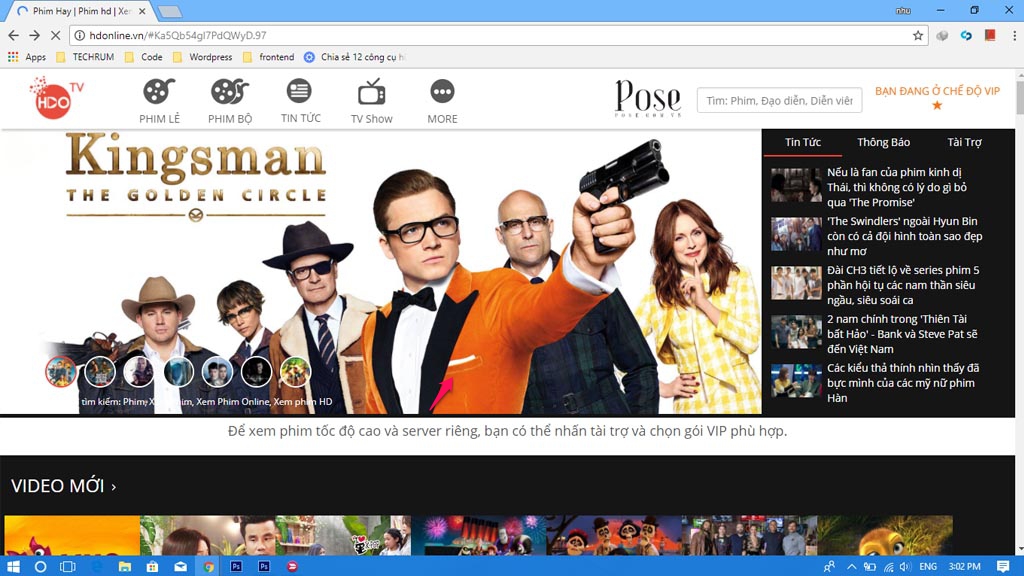 Phim Hay | Phim hd | Xer
nhu
hdonline.vn/#Ka5Qb54gI7PdQWyD.97
Apps TECHRUM Code Wordpress frontend Chia sẻ 12 công cụ h
HDO TV
PHIM LẺ PHIM BỘ TIN TỨC TV Show MORE
Pose
POSE.COM.VN
Tìm: Phim, Đạo diễn, Diễn viên
BẠN ĐANG Ở CHẾ ĐỘ VIP
Kingsman
THE GOLDEN CIRCLE
Tin Tức Thông Báo Tài Trợ
Nếu là fan của phim kinh dị
Thái, thì không có lý do gì bỏ
qua 'The Promise'
'The Swindlers' ngoài Hyun Bin
còn có cả đội hình toàn sao đẹp
như mơ
Đài CH3 tiết lộ về series phim 5
phần hội tụ các nam thần siêu
ngầu, siêu soái ca
2 nam chính trong 'Thiên Tài
bất Hảo' - Bank và Steve Pat sẽ
đến Việt Nam
Các kiểu thả thính nhìn thấy đã
bực mình của các mỹ nữ phim
Hàn
tìm kiếm: Phim, Xem Phim Online, Xem phim HD
Để xem phim tốc độ cao và server riêng, bạn có thể nhấn tài trợ và chọn gói VIP phù hợp.
VIDEO MỚI ›
ENG 3:02 PM